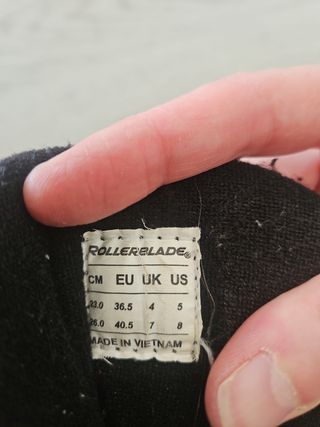 ROLLERBLADE®
CM EU UK US
23.0 36.5 4 5
26.0 40.5 7 8
MADE IN VIETNAM